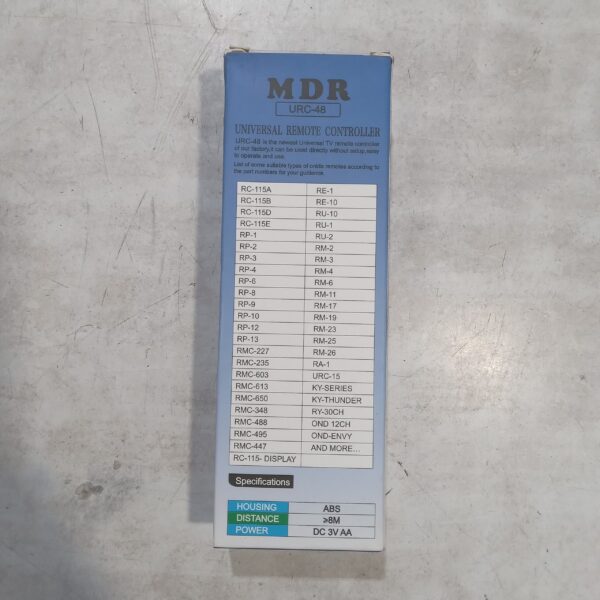 MDR
URC-48
UNIVERSAL REMOTE CONTROLLER
URC-48 is the newest Universal TV remote controller
of our factory,it can be used directly without setup,easy
to operate and use.
List of some suitable types of onida remotes according to
the part numbers for your guidence.
RC-115A RE-1
RC-115B RE-10
RC-115D RU-10
RC-115E RU-1
RP-1 RU-2
RP-2 RM-2
RP-3 RM-3
RP-4 RM-4
RP-6 RM-6
RP-8 RM-11
RP-9 RM-17
RP-10 RM-19
RP-12 RM-23
RP-13 RM-25
RMC-227 RM-26
RMC-235 RA-1
RMC-603 URC-15
RMC-613 KY-SERIES
RMC-650 KY-THUNDER
RMC-348 RY-30CH
RMC-488 OND 12CH
RMC-495 OND-ENVY
RMC-447 AND MORE...
RC-115- DISPLAY
Specifications
HOUSING ABS
DISTANCE ≥8M
POWER DC 3V AA